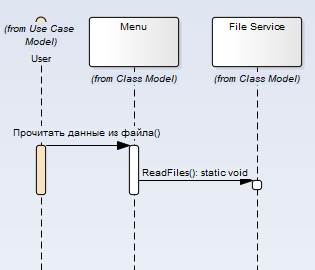 (from Use Case
Model)
User
Menu
(from Class Model)
File Service
(from Class Model)
Прочитать данные из файла()
ReadFiles(): static void